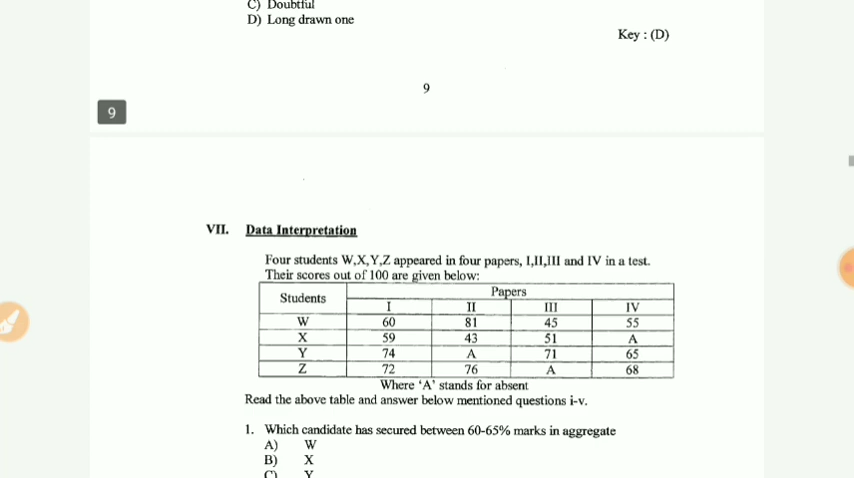 C) Doubtful
D) Long drawn one
Key : (D)
9
9
VII. Data Interpretation
Four students W,X,Y,Z appeared in four papers, I,II,III and IV in a test.
Their scores out of 100 are given below:
Students Papers
I II III IV
W 60 81 45 55
X 59 43 51 A
Y 74 A 71 65
Z 72 76 A 68
Where ‘A’ stands for absent
Read the above table and answer below mentioned questions i-v.
1. Which candidate has secured between 60-65% marks in aggregate
A) W
B) X
C) Y